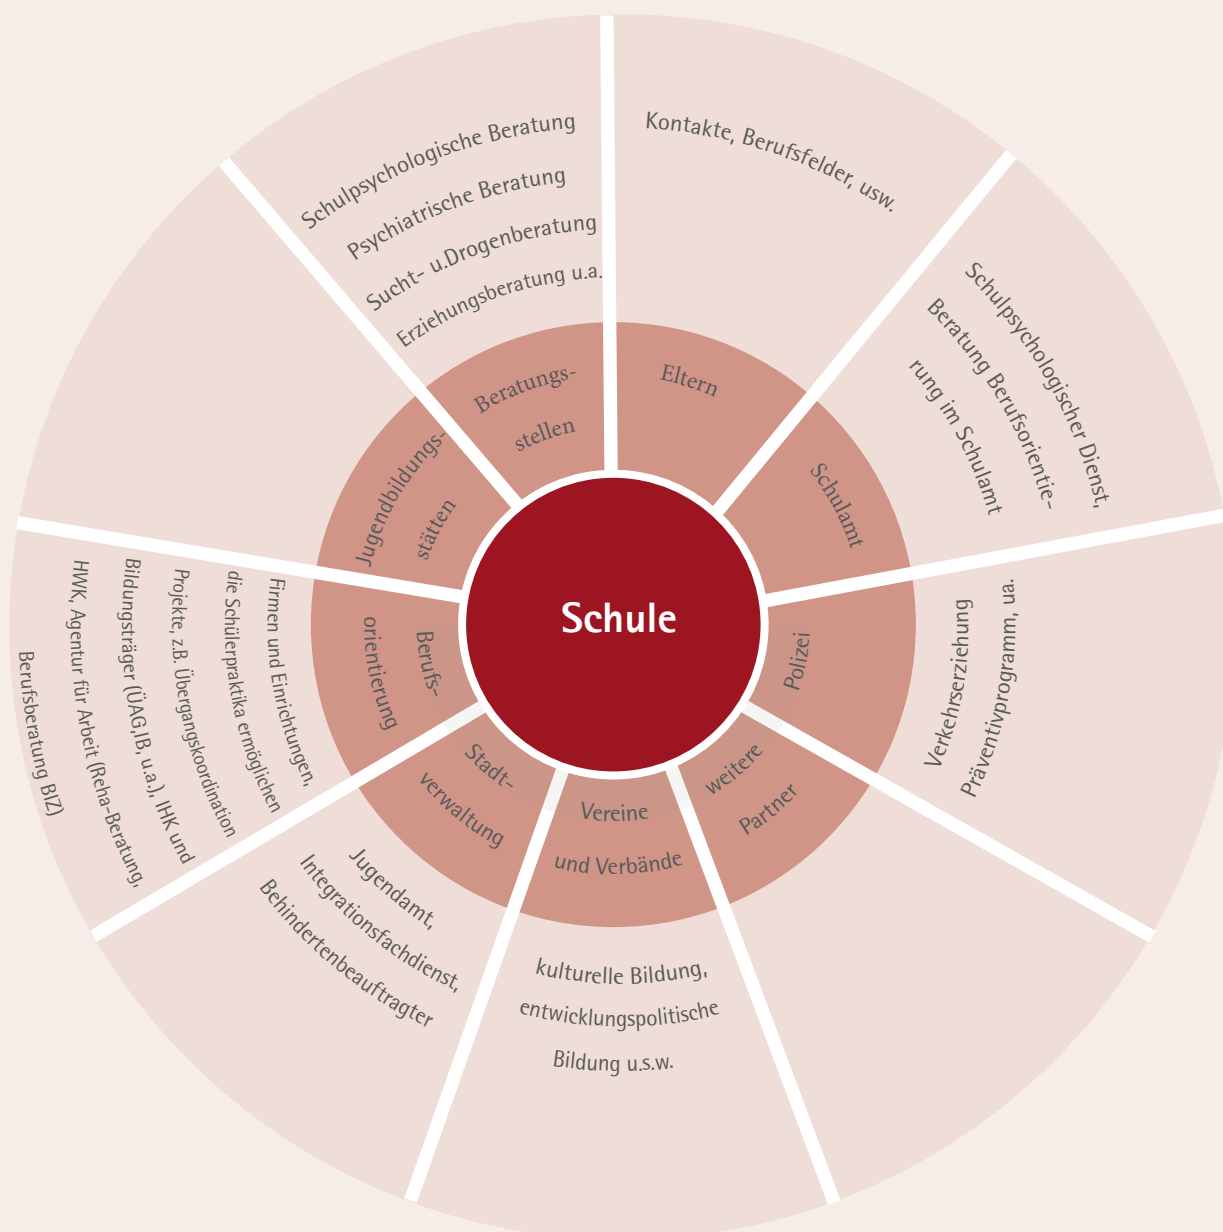 Schule
Eltern
Kontakte, Berufsfelder, usw.
Schulamt
Schulpsychologischer Dienst,
Beratung Berufsorientie-
rung im Schulamt
Polizei
Verkehrserziehung
Präventivprogramm, ua.
weitere
Partner
Vereine
und Verbände
kulturelle Bildung,
entwicklungspolitische
Bildung u.s.w.
Stadt-
verwaltung
Jugendamt,
Integrationsfachdienst,
Behindertenbeauftragter
Berufs-
orientierung
Firmen und Einrichtungen,
die Schülerpraktika ermöglichen
Projekte, z.B. Übergangskoordination
Bildungsträger (ÜAG,IB, u.a.), IHK und
HWK, Agentur für Arbeit (Reha-Beratung,
Berufsberatung BIZ)
Jugendbildungs-
stätten
Beratungs-
stellen
Schulpsychologische Beratung
Psychiatrische Beratung
Sucht- u.Drogenberatung
Erziehungsberatung u.a.